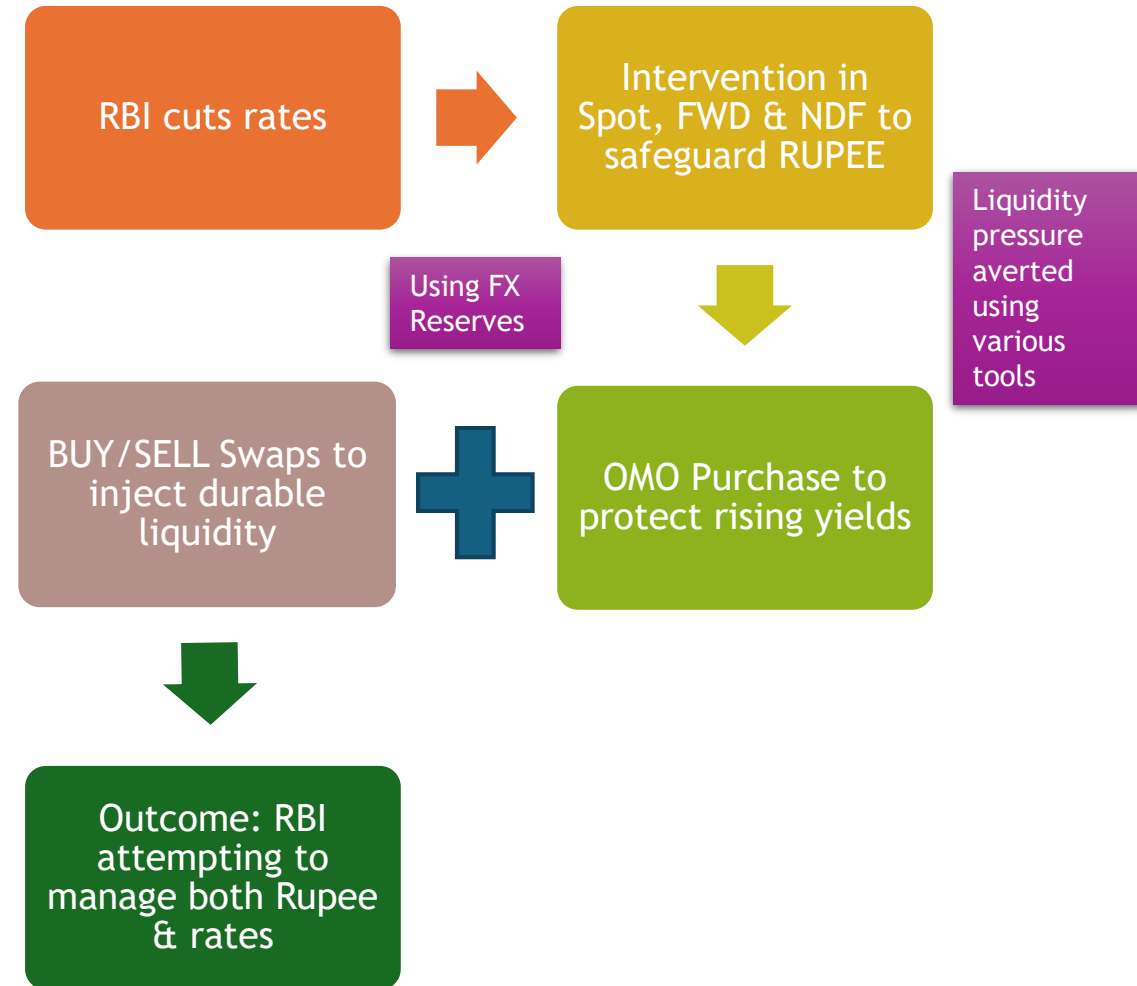 RBI cuts rates
Intervention in
Spot, FWD & NDF to
safeguard RUPEE
Using FX
Reserves
Liquidity
pressure
averted
using
various
tools
OMO Purchase to
protect rising yields
BUY/SELL Swaps to
inject durable
liquidity
Outcome: RBI
attempting to
manage both Rupee
& rates